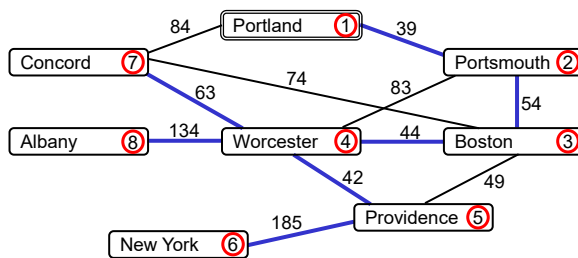 84
Portland 1
39
Concord 7
Portsmouth 2
74
83
63
54
Albany 8
134
Worcester 4
44
Boston 3
42
49
Providence 5
185
New York 6